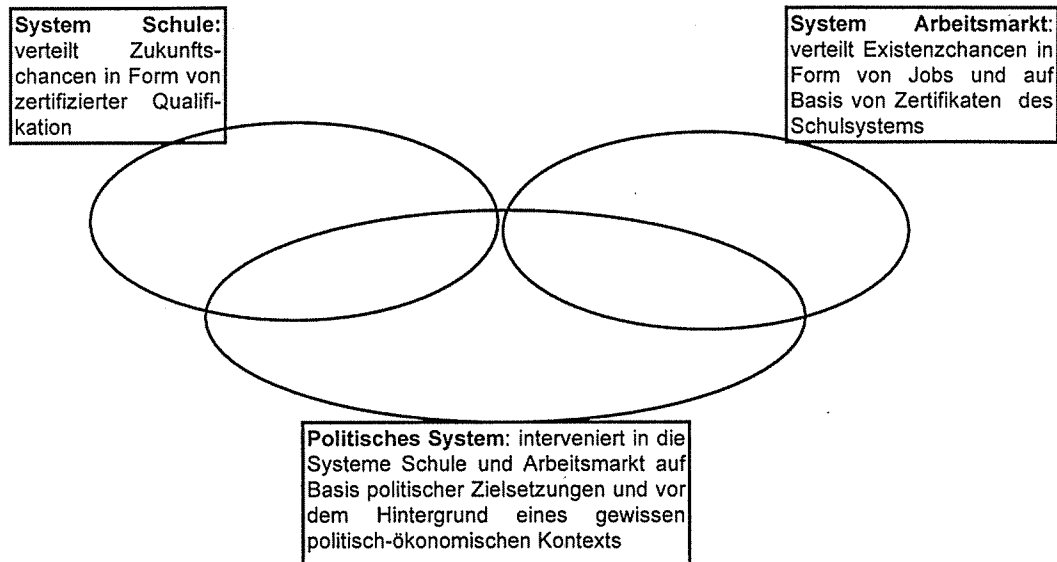 System Schule:
verteilt Zukunfts-
chancen in Form von
zertifizierter Qualifi-
kation
System Arbeitsmarkt:
verteilt Existenzchancen in
Form von Jobs und auf
Basis von Zertifikaten des
Schulsystems
Politisches System: interveniert in die
Systeme Schule und Arbeitsmarkt auf
Basis politischer Zielsetzungen und vor
dem Hintergrund eines gewissen
politisch-ökonomischen Kontexts